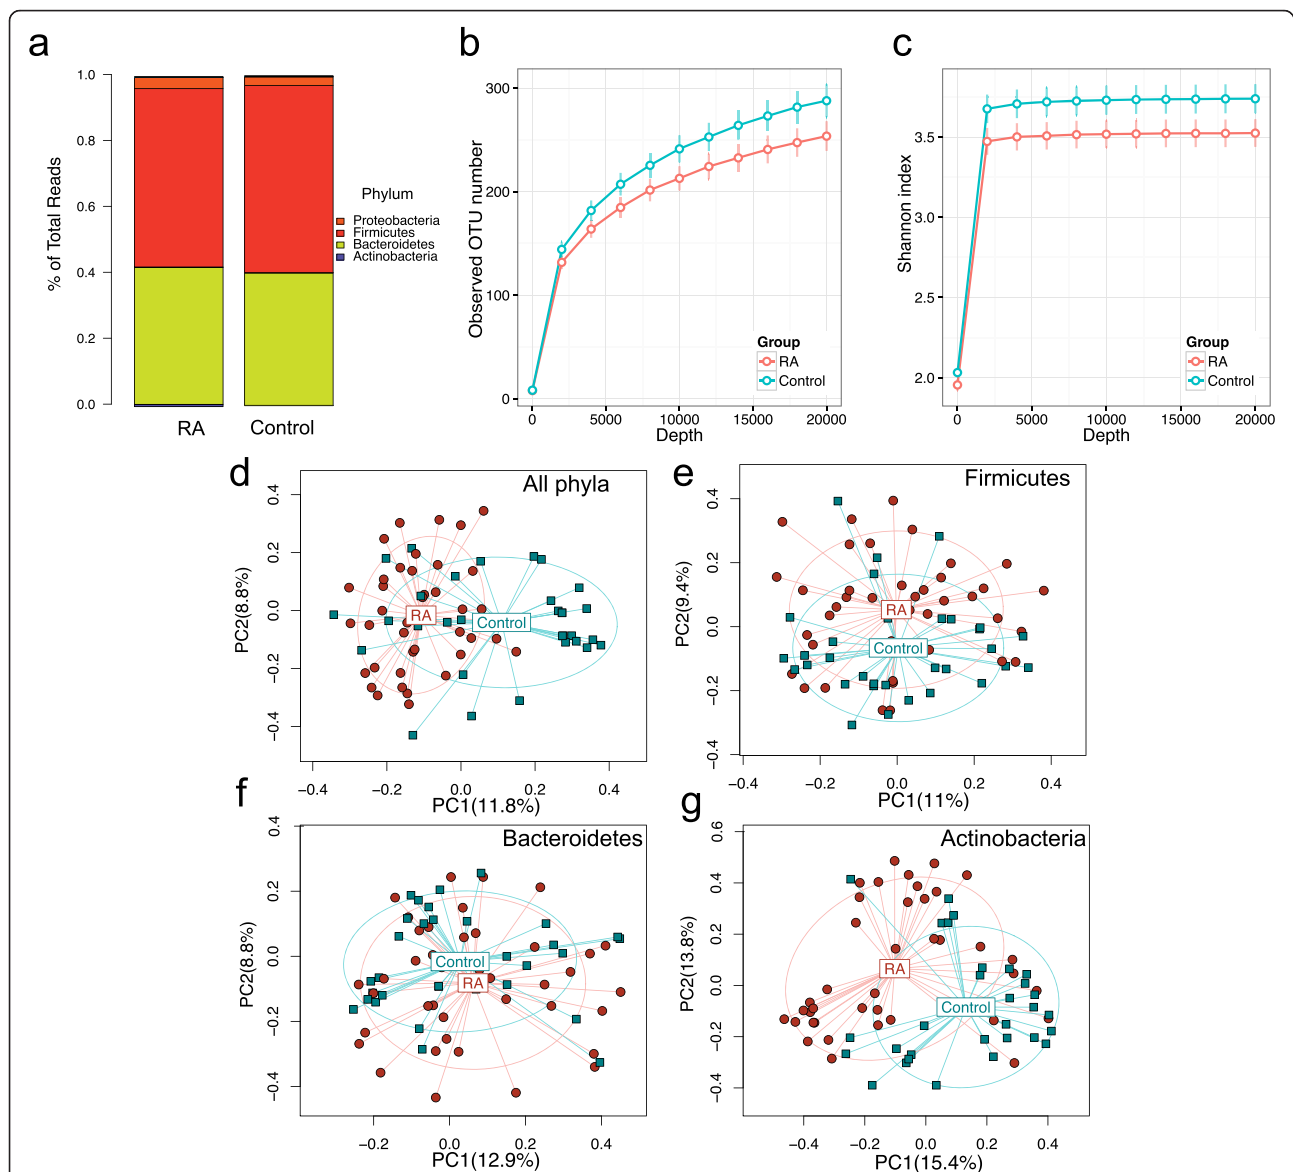 a
1.0
0.8
0.6
0.4
0.2
0.0
% of Total Reads
RA
Control
Phylum
Proteobacteria
Firmicutes
Bacteroidetes
Actinobacteria
b
300
200
100
0
Observed OTU number
0
5000
10000
15000
20000
Depth
Group
RA
Control
c
3.5
3.0
2.5
2.0
Shannon index
0
5000
10000
15000
20000
Depth
Group
RA
Control
d
All phyla
0.4
0.2
0.0
−0.2
−0.4
PC2(8.8%)
RA
Control
−0.4
−0.2
0.0
0.2
0.4
PC1(11.8%)
e
Firmicutes
0.4
0.2
0.0
−0.2
−0.4
PC2(9.4%)
RA
Control
−0.4
−0.2
0.0
0.2
0.4
PC1(11%)
f
Bacteroidetes
0.4
0.2
0.0
−0.2
−0.4
PC2(8.8%)
Control
RA
−0.2
0.0
0.2
0.4
PC1(12.9%)
g
Actinobacteria
0.6
0.4
0.2
0.0
−0.2
−0.4
PC2(13.8%)
RA
Control
−0.4
−0.2
0.0
0.2
0.4
PC1(15.4%)